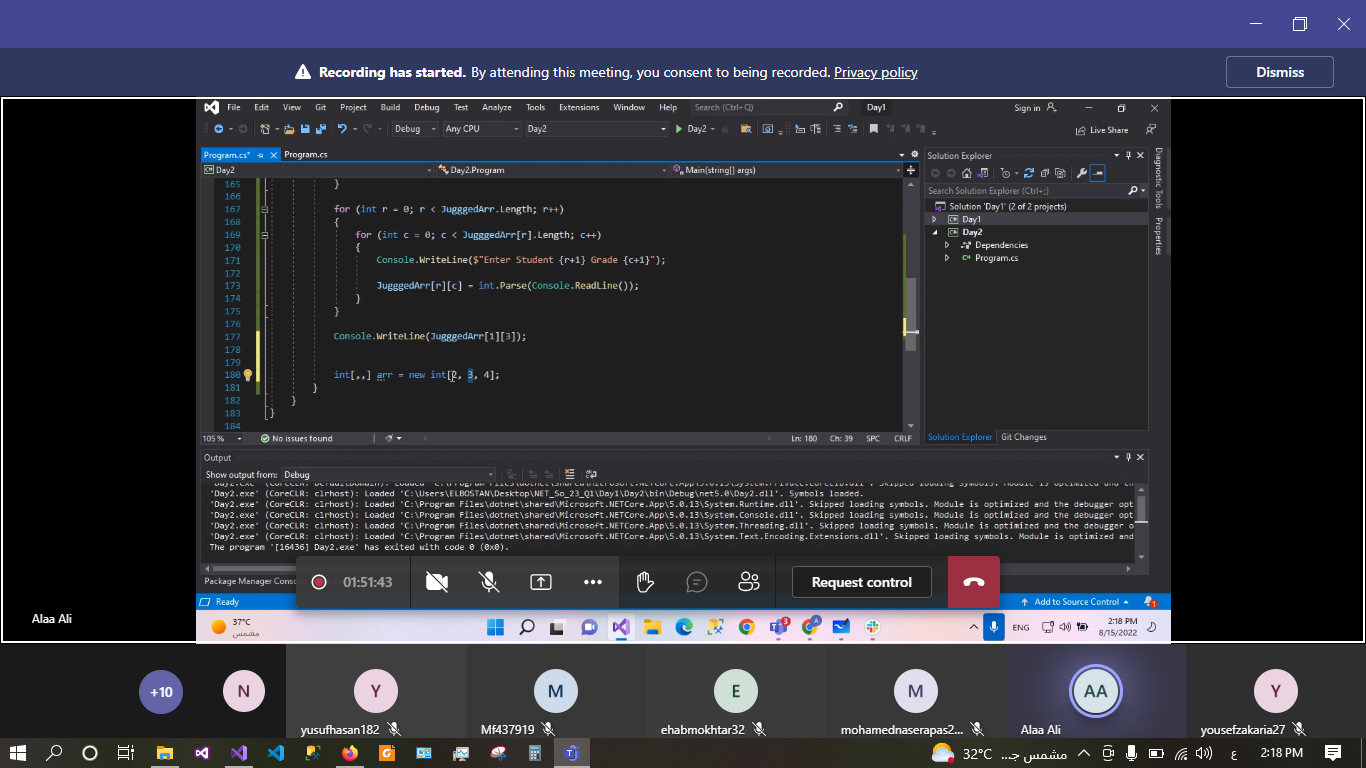 Recording has started. By attending this meeting, you consent to being recorded. Privacy policy
Dismiss
File Edit View Git Project Build Debug Test Analyze Tools Extensions Window Help Search (Ctrl+Q) Day1 Sign in
Debug Any CPU Day2 Day2 Live Share
Program.cs* Program.cs
Day2 Day2.Program Main(string[] args)
165 }
166
167 for (int r = 0; r < JugggedArr.Length; r++)
168 {
169 for (int c = 0; c < JugggedArr[r].Length; c++)
170 {
171 Console.WriteLine($"Enter Student {r+1} Grade {c+1}");
172
173 JugggedArr[r][c] = int.Parse(Console.ReadLine());
174 }
175 }
176
177 Console.WriteLine(JugggedArr[1][3]);
178
179
180 int[,,] arr = new int[2, 3, 4];
181 }
182 }
183 }
184
105 % No issues found Ln: 180 Ch: 39 SPC CRLF
Solution Explorer
Search Solution Explorer (Ctrl+;)
Solution 'Day1' (2 of 2 projects)
Day1
Day2
Dependencies
Program.cs
Solution Explorer Git Changes
Diagnostic Tools
Properties
Output
Show output from: Debug
'Day2.exe' (CoreCLR: clrhost): Loaded 'C:\Users\ELBOSTAN\Desktop\NET_So_23_Q1\Day1\Day2\bin\Debug\net5.0\Day2.dll'. Symbols loaded.
'Day2.exe' (CoreCLR: clrhost): Loaded 'C:\Program Files\dotnet\shared\Microsoft.NETCore.App\5.0.13\System.Runtime.dll'. Skipped loading symbols. Module is optimized and the debugger opt
'Day2.exe' (CoreCLR: clrhost): Loaded 'C:\Program Files\dotnet\shared\Microsoft.NETCore.App\5.0.13\System.Console.dll'. Skipped loading symbols. Module is optimized and the debugger opt
'Day2.exe' (CoreCLR: clrhost): Loaded 'C:\Program Files\dotnet\shared\Microsoft.NETCore.App\5.0.13\System.Threading.dll'. Skipped loading symbols. Module is optimized and the debugger o
'Day2.exe' (CoreCLR: clrhost): Loaded 'C:\Program Files\dotnet\shared\Microsoft.NETCore.App\5.0.13\System.Text.Encoding.Extensions.dll'. Skipped loading symbols. Module is optimized and
The program '[16436] Day2.exe' has exited with code 0 (0x0).
Package Manager Cons
01:51:43 Request control
Ready Add to Source Control 1
Alaa Ali
37°C
مشمس
3 A ENG 2:18 PM
8/15/2022
+10 N Y M E M AA Y
yusufhasan182 Mf437919 ehabmokhtar32 mohamednaserapas2... Alaa Ali yousefzakaria27
32°C مشمس جـ... ع 2:18 PM